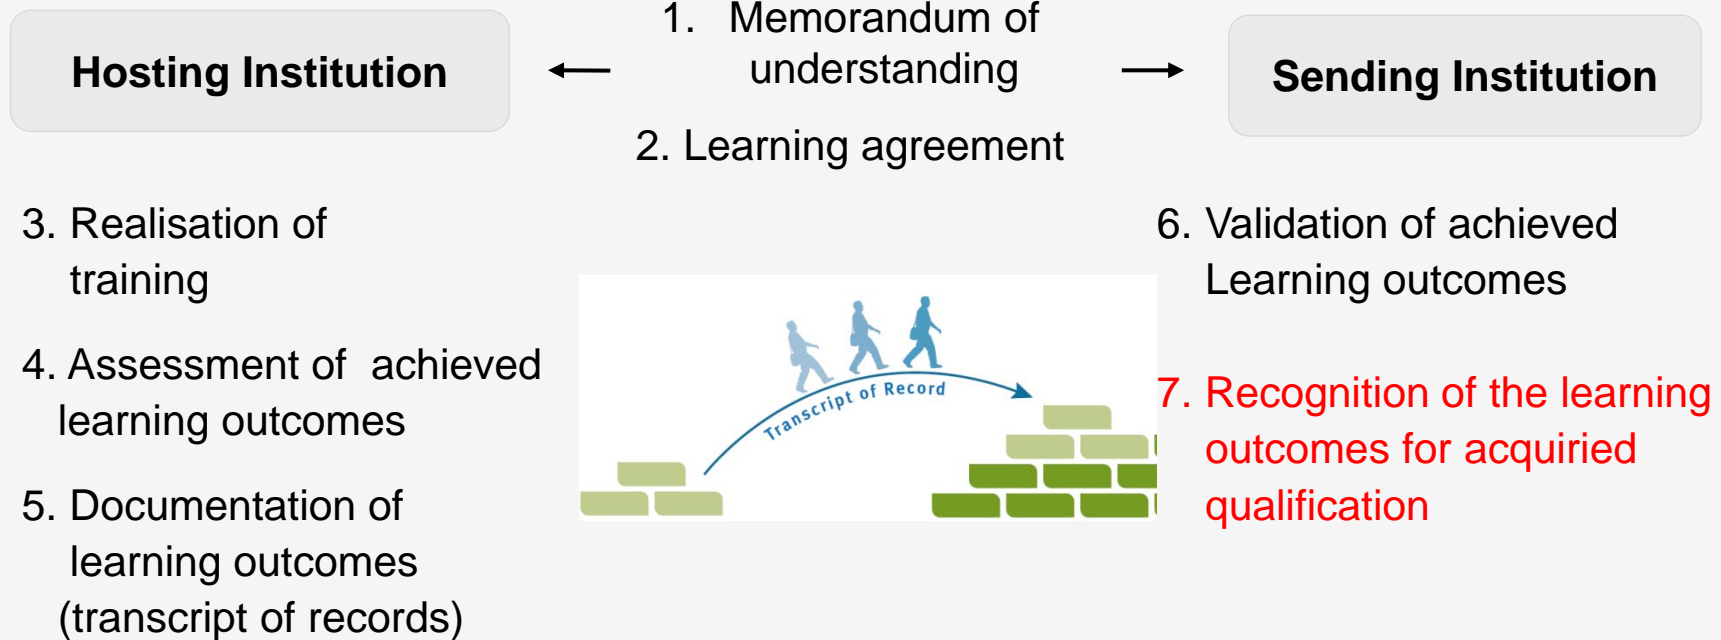 Hosting Institution
1. Memorandum of
understanding
2. Learning agreement
Sending Institution
3. Realisation of
training
4. Assessment of achieved
learning outcomes
5. Documentation of
learning outcomes
(transcript of records)
Transcript of Record
6. Validation of achieved
Learning outcomes
7. Recognition of the learning
outcomes for acquiried
qualification